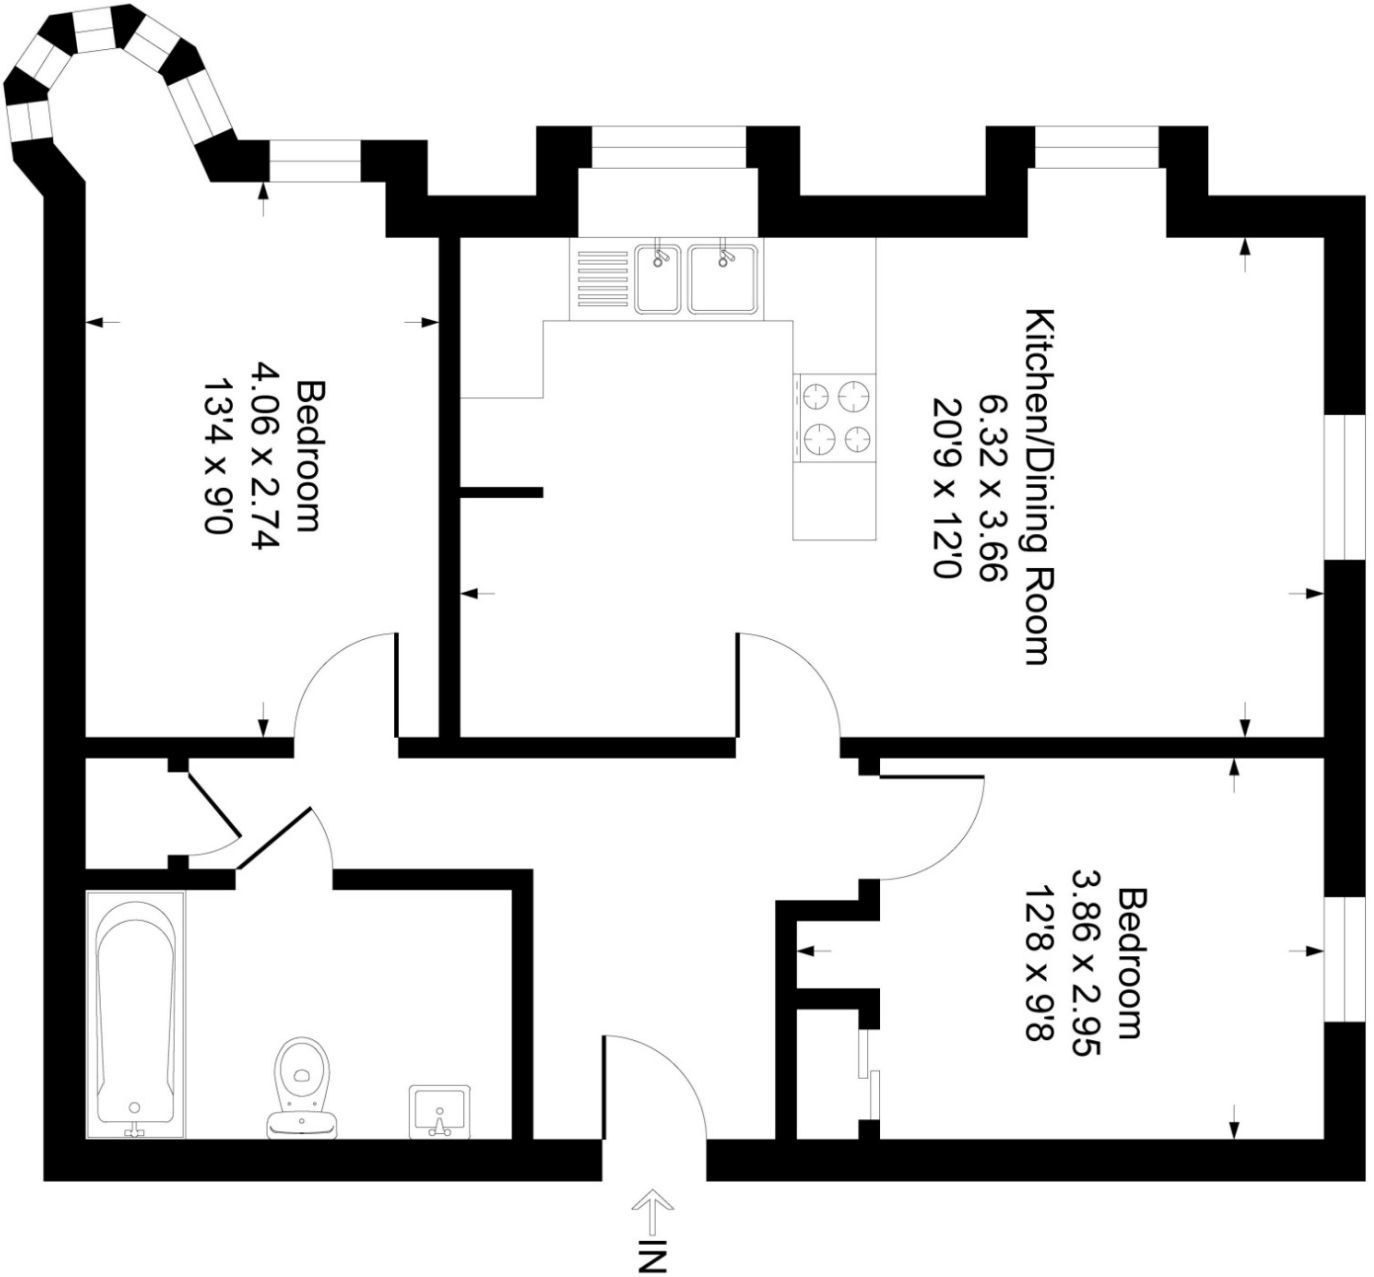 Kitchen/Dining Room
6.32 x 3.66
20'9 x 12'0
Bedroom
4.06 x 2.74
13'4 x 9'0
Bedroom
3.86 x 2.95
12'8 x 9'8
IN